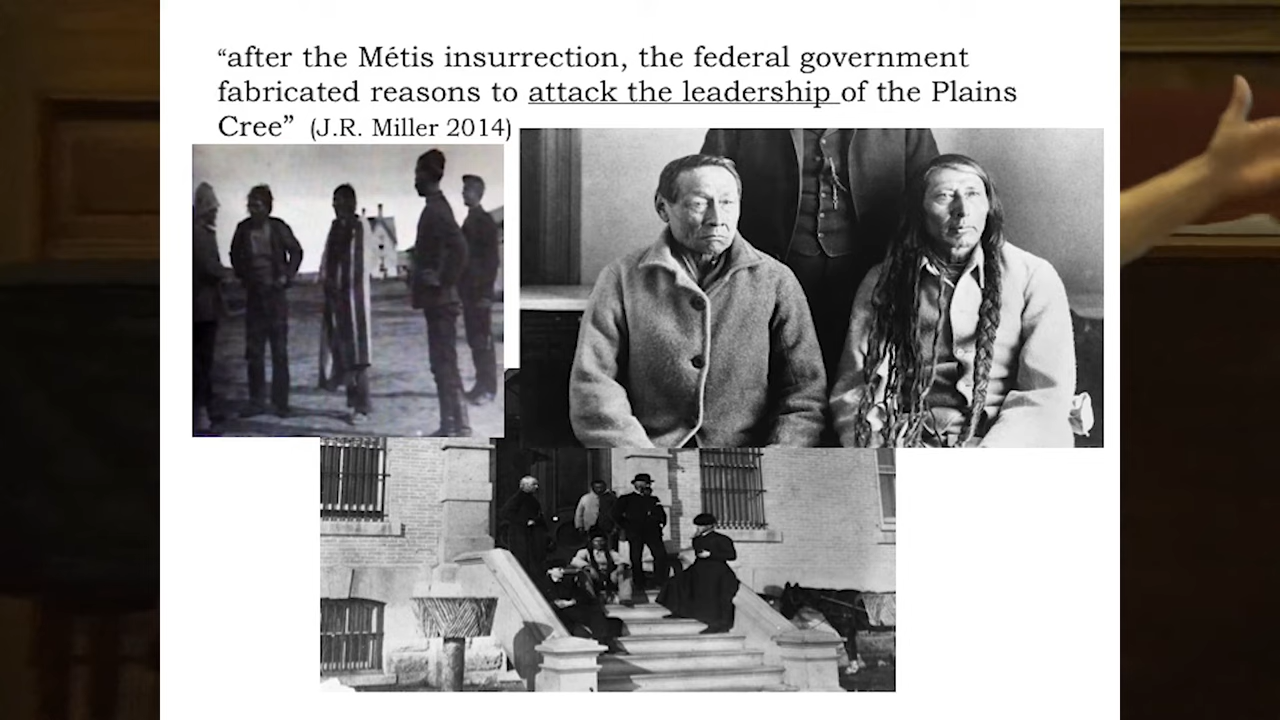 “after the Métis insurrection, the federal government
fabricated reasons to attack the leadership of the Plains
Cree” (J.R. Miller 2014)